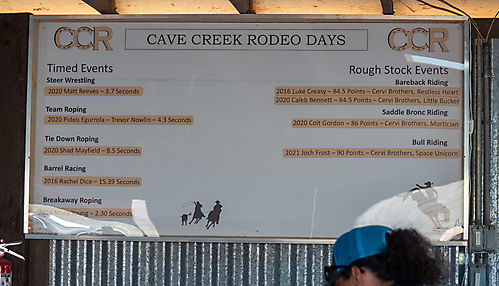 CCR
CAVE CREEK RODEO DAYS
CCR
Timed Events
Steer Wrestling
2020 Matt Reeves – 3.7 Seconds
Team Roping
2020 Pideo Egurrola – Trevor Nowlin – 4.3 Seconds
Tie Down Roping
2020 Shad Mayfield – 8.5 Seconds
Barrel Racing
2016 Rachel Dice – 15.39 Seconds
Breakaway Roping
Young – 2.30 Seconds
Rough Stock Events
Bareback Riding
2016 Luke Creasy – 84.5 Points – Cervi Brothers, Restless Heart
2020 Caleb Bennett – 84.5 Points – Cervi Brothers, Little Bucker
Saddle Bronc Riding
2020 Colt Gordon – 86 Points – Cervi Brothers, Mortician
Bull Riding
2021 Josh Frost – 90 Points – Cervi Brothers, Space Unicorn